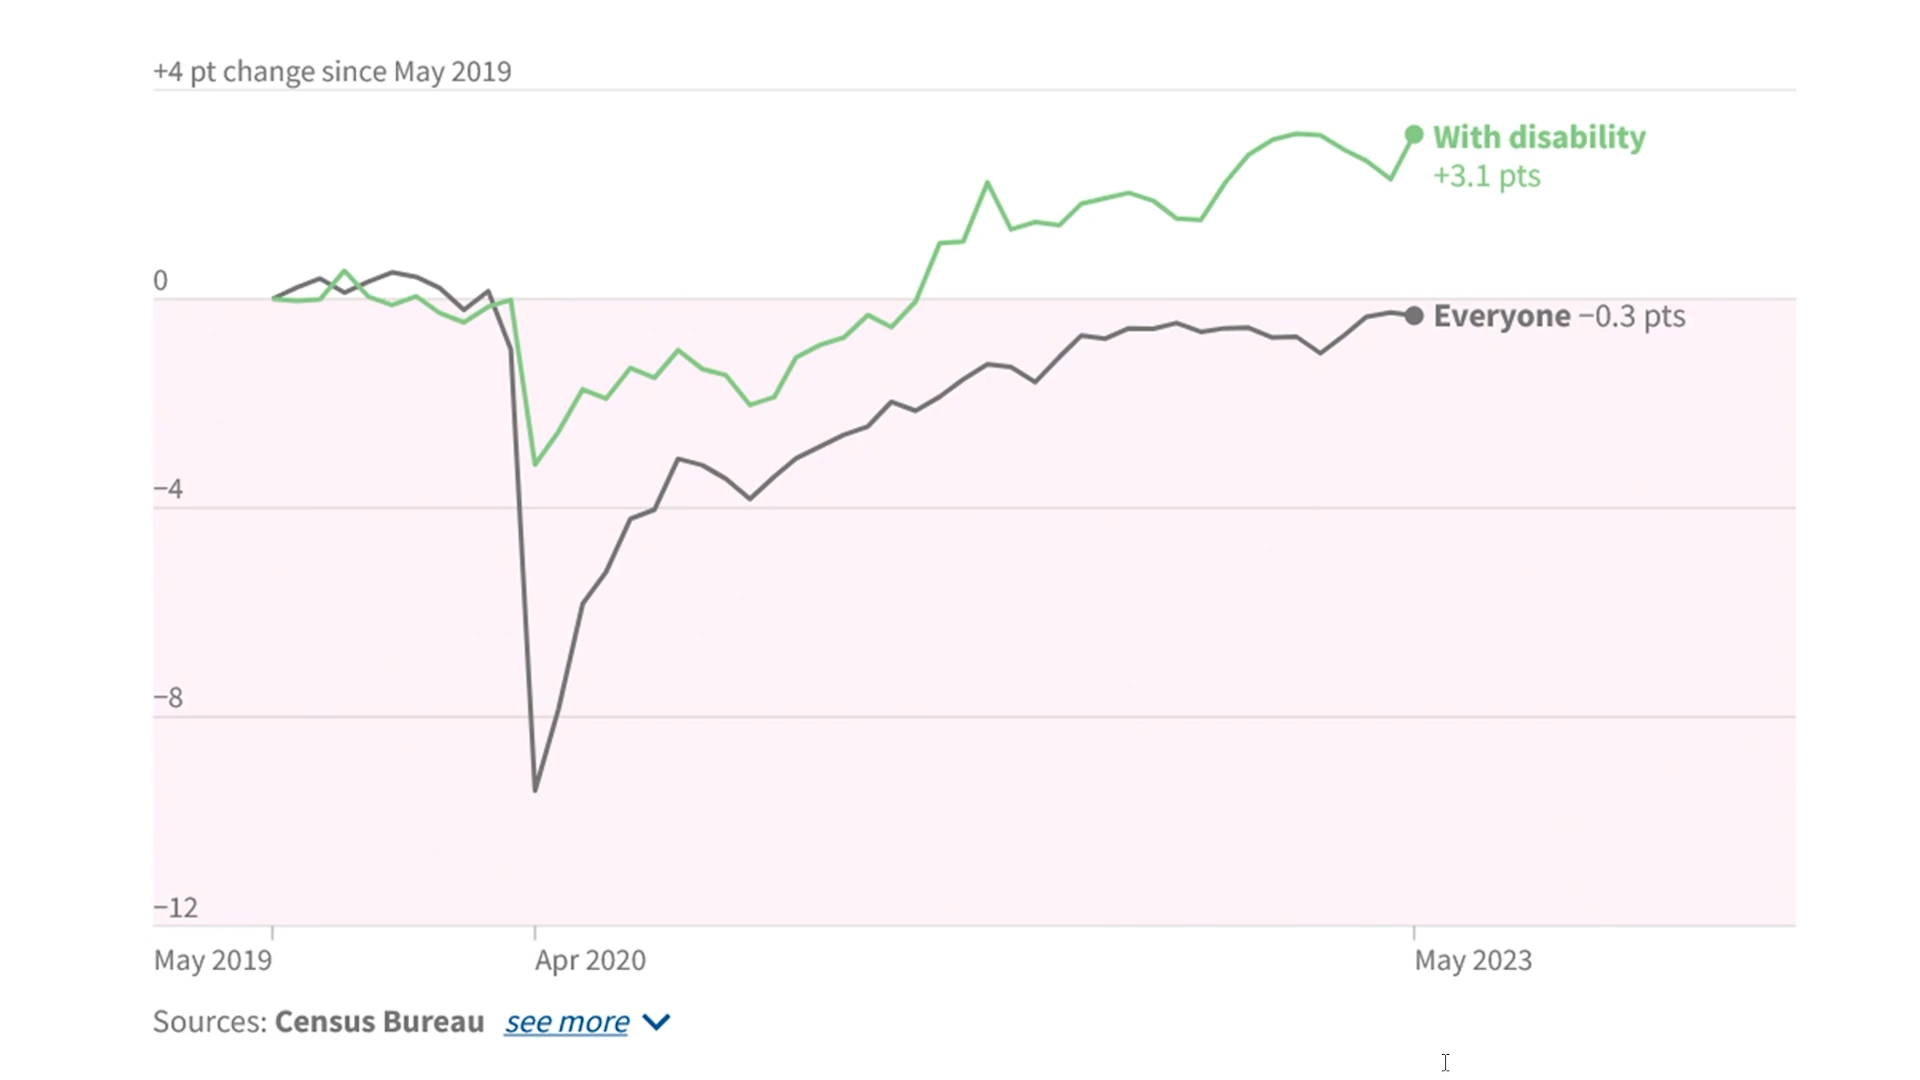 +4 pt change since May 2019
With disability
+3.1 pts
0
Everyone −0.3 pts
−4
−8
−12
May 2019 Apr 2020 May 2023
Sources: Census Bureau see more